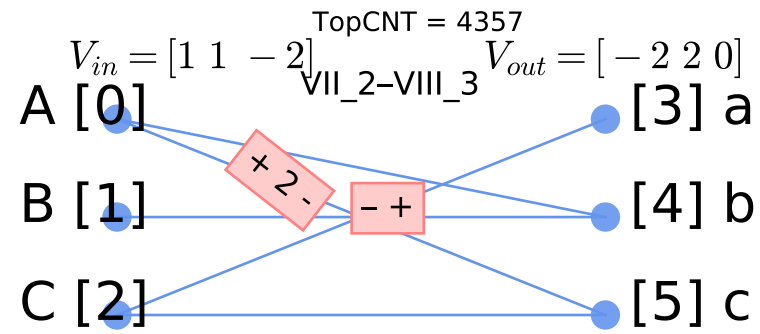 TopCNT = 4357
V_in = [1 1 − 2]
V_out = [− 2 2 0]
VII_2–VIII_3
A [0]
[3] a
+ 2 -
B [1]
− +
[4] b
C [2]
[5] c